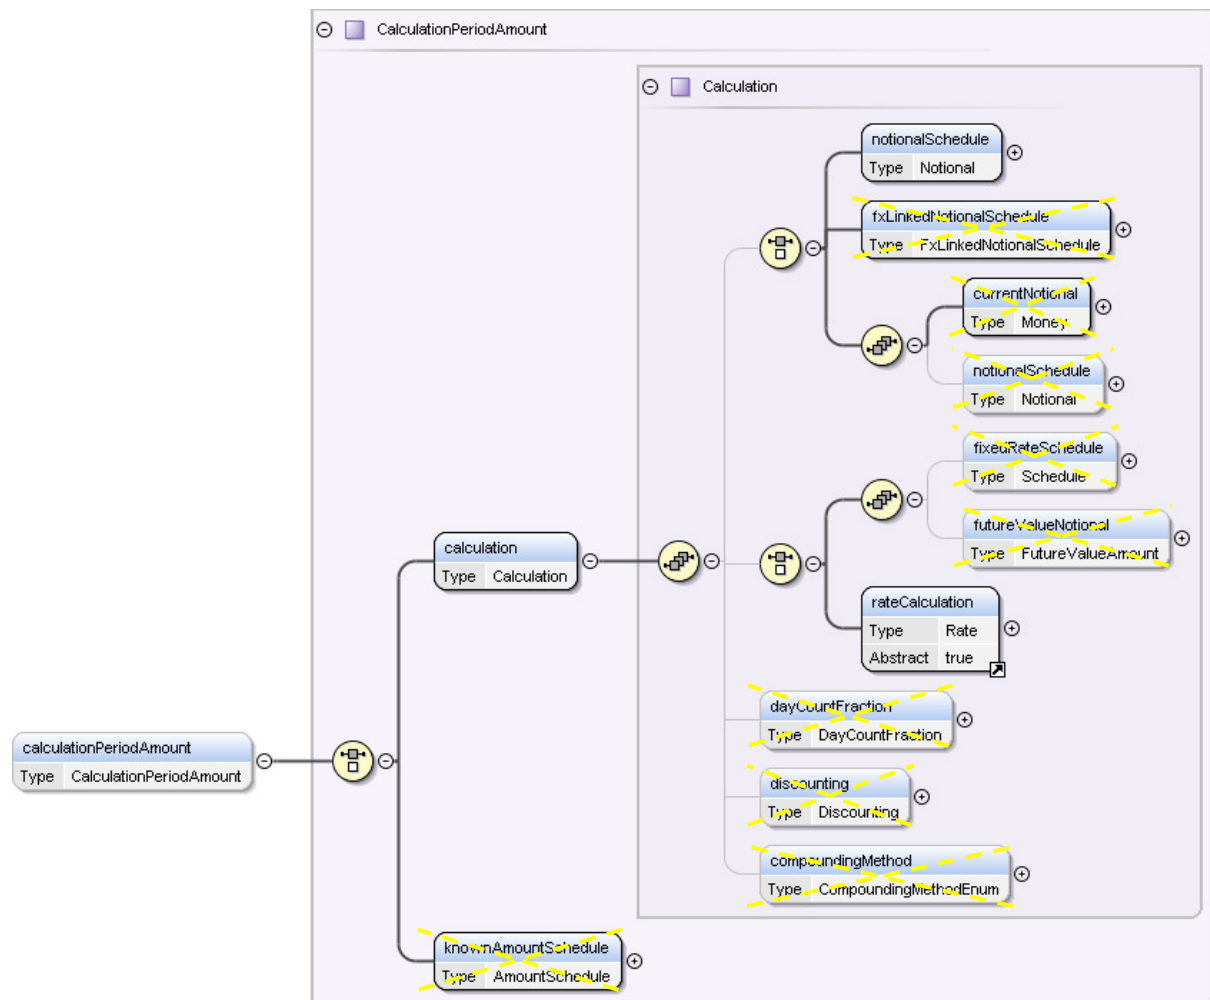 CalculationPeriodAmount
Calculation
notionalSchedule
Type Notional
fxLinkedNotionalSchedule
Type FxLinkedNotionalSchedule
currentNotional
Type Money
notionalSchedule
Type Notional
fixedRateSchedule
Type Schedule
futureValueNotional
Type FutureValueAmount
calculation
Type Calculation
rateCalculation
Type Rate
Abstract true
dayCountFraction
Type DayCountFraction
calculationPeriodAmount
Type CalculationPeriodAmount
discounting
Type Discounting
compoundingMethod
Type CompoundingMethodEnum
knownAmountSchedule
Type AmountSchedule